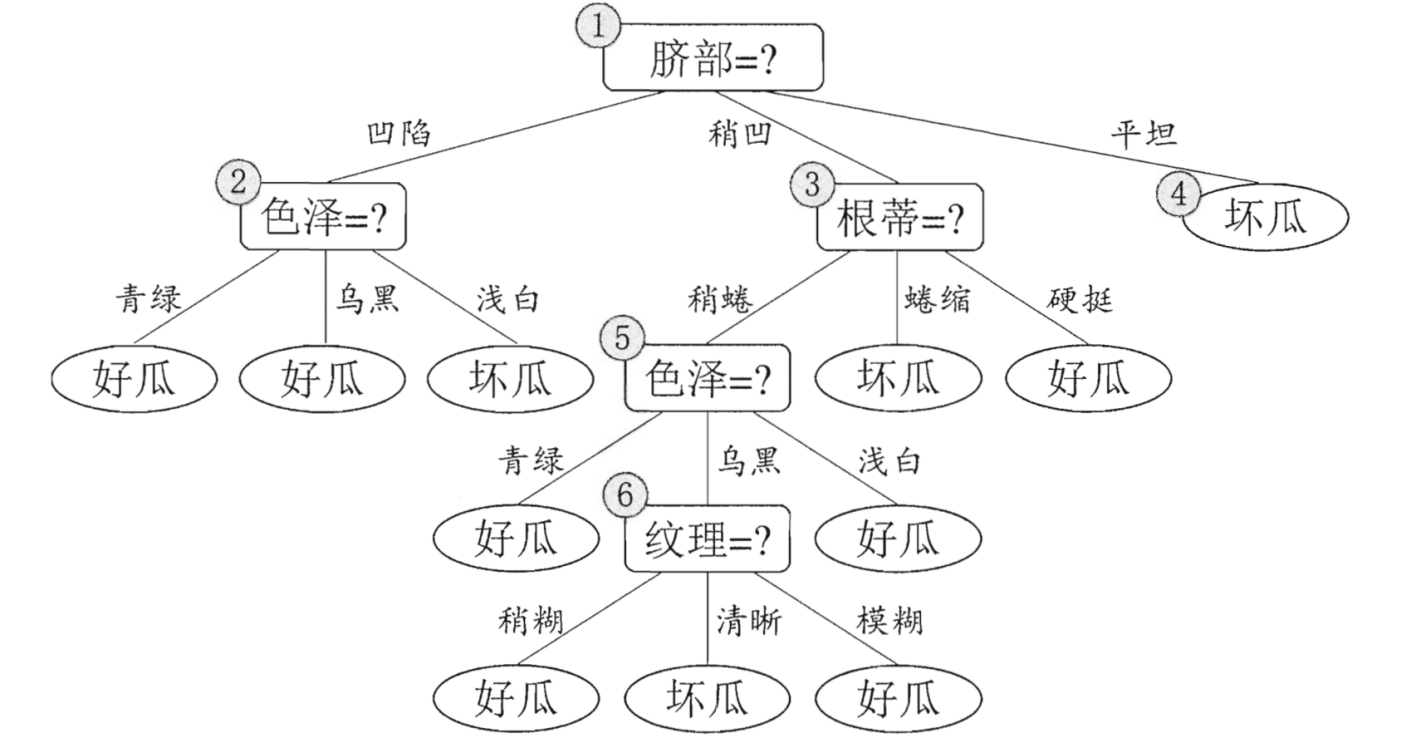 ①
脐部=?
凹陷 稍凹 平坦
② ③ ④
色泽=? 根蒂=? 坏瓜
青绿 乌黑 浅白 稍蜷 蜷缩 硬挺
⑤
好瓜 好瓜 坏瓜 色泽=? 坏瓜 好瓜
青绿 乌黑 浅白
⑥
好瓜 纹理=? 好瓜
稍糊 清晰 模糊
好瓜 坏瓜 好瓜